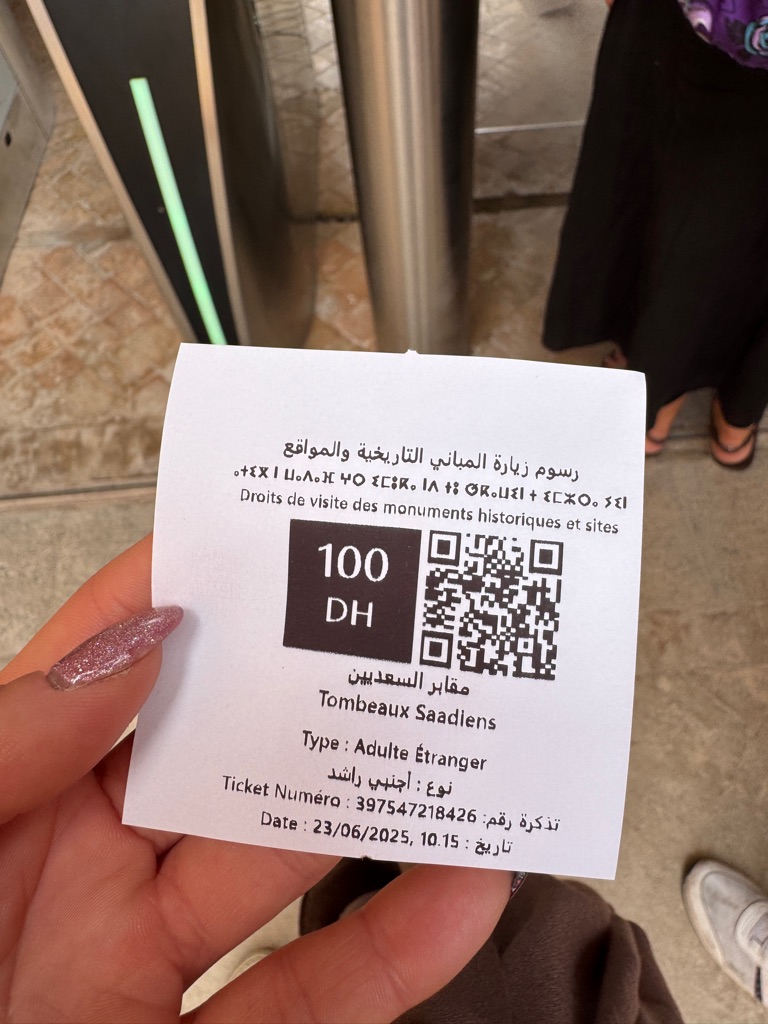 رسوم زيارة المباني التاريخية والمواقع
Droits de visite des monuments historiques et sites
100
DH
مقابر السعديين
Tombeaux Saadiens
Type : Adulte Étranger
نوع : أجنبي راشد
Ticket Numéro : 397547218426 :تذكرة رقم
Date : 23/06/2025, 10:15 : تاريخ